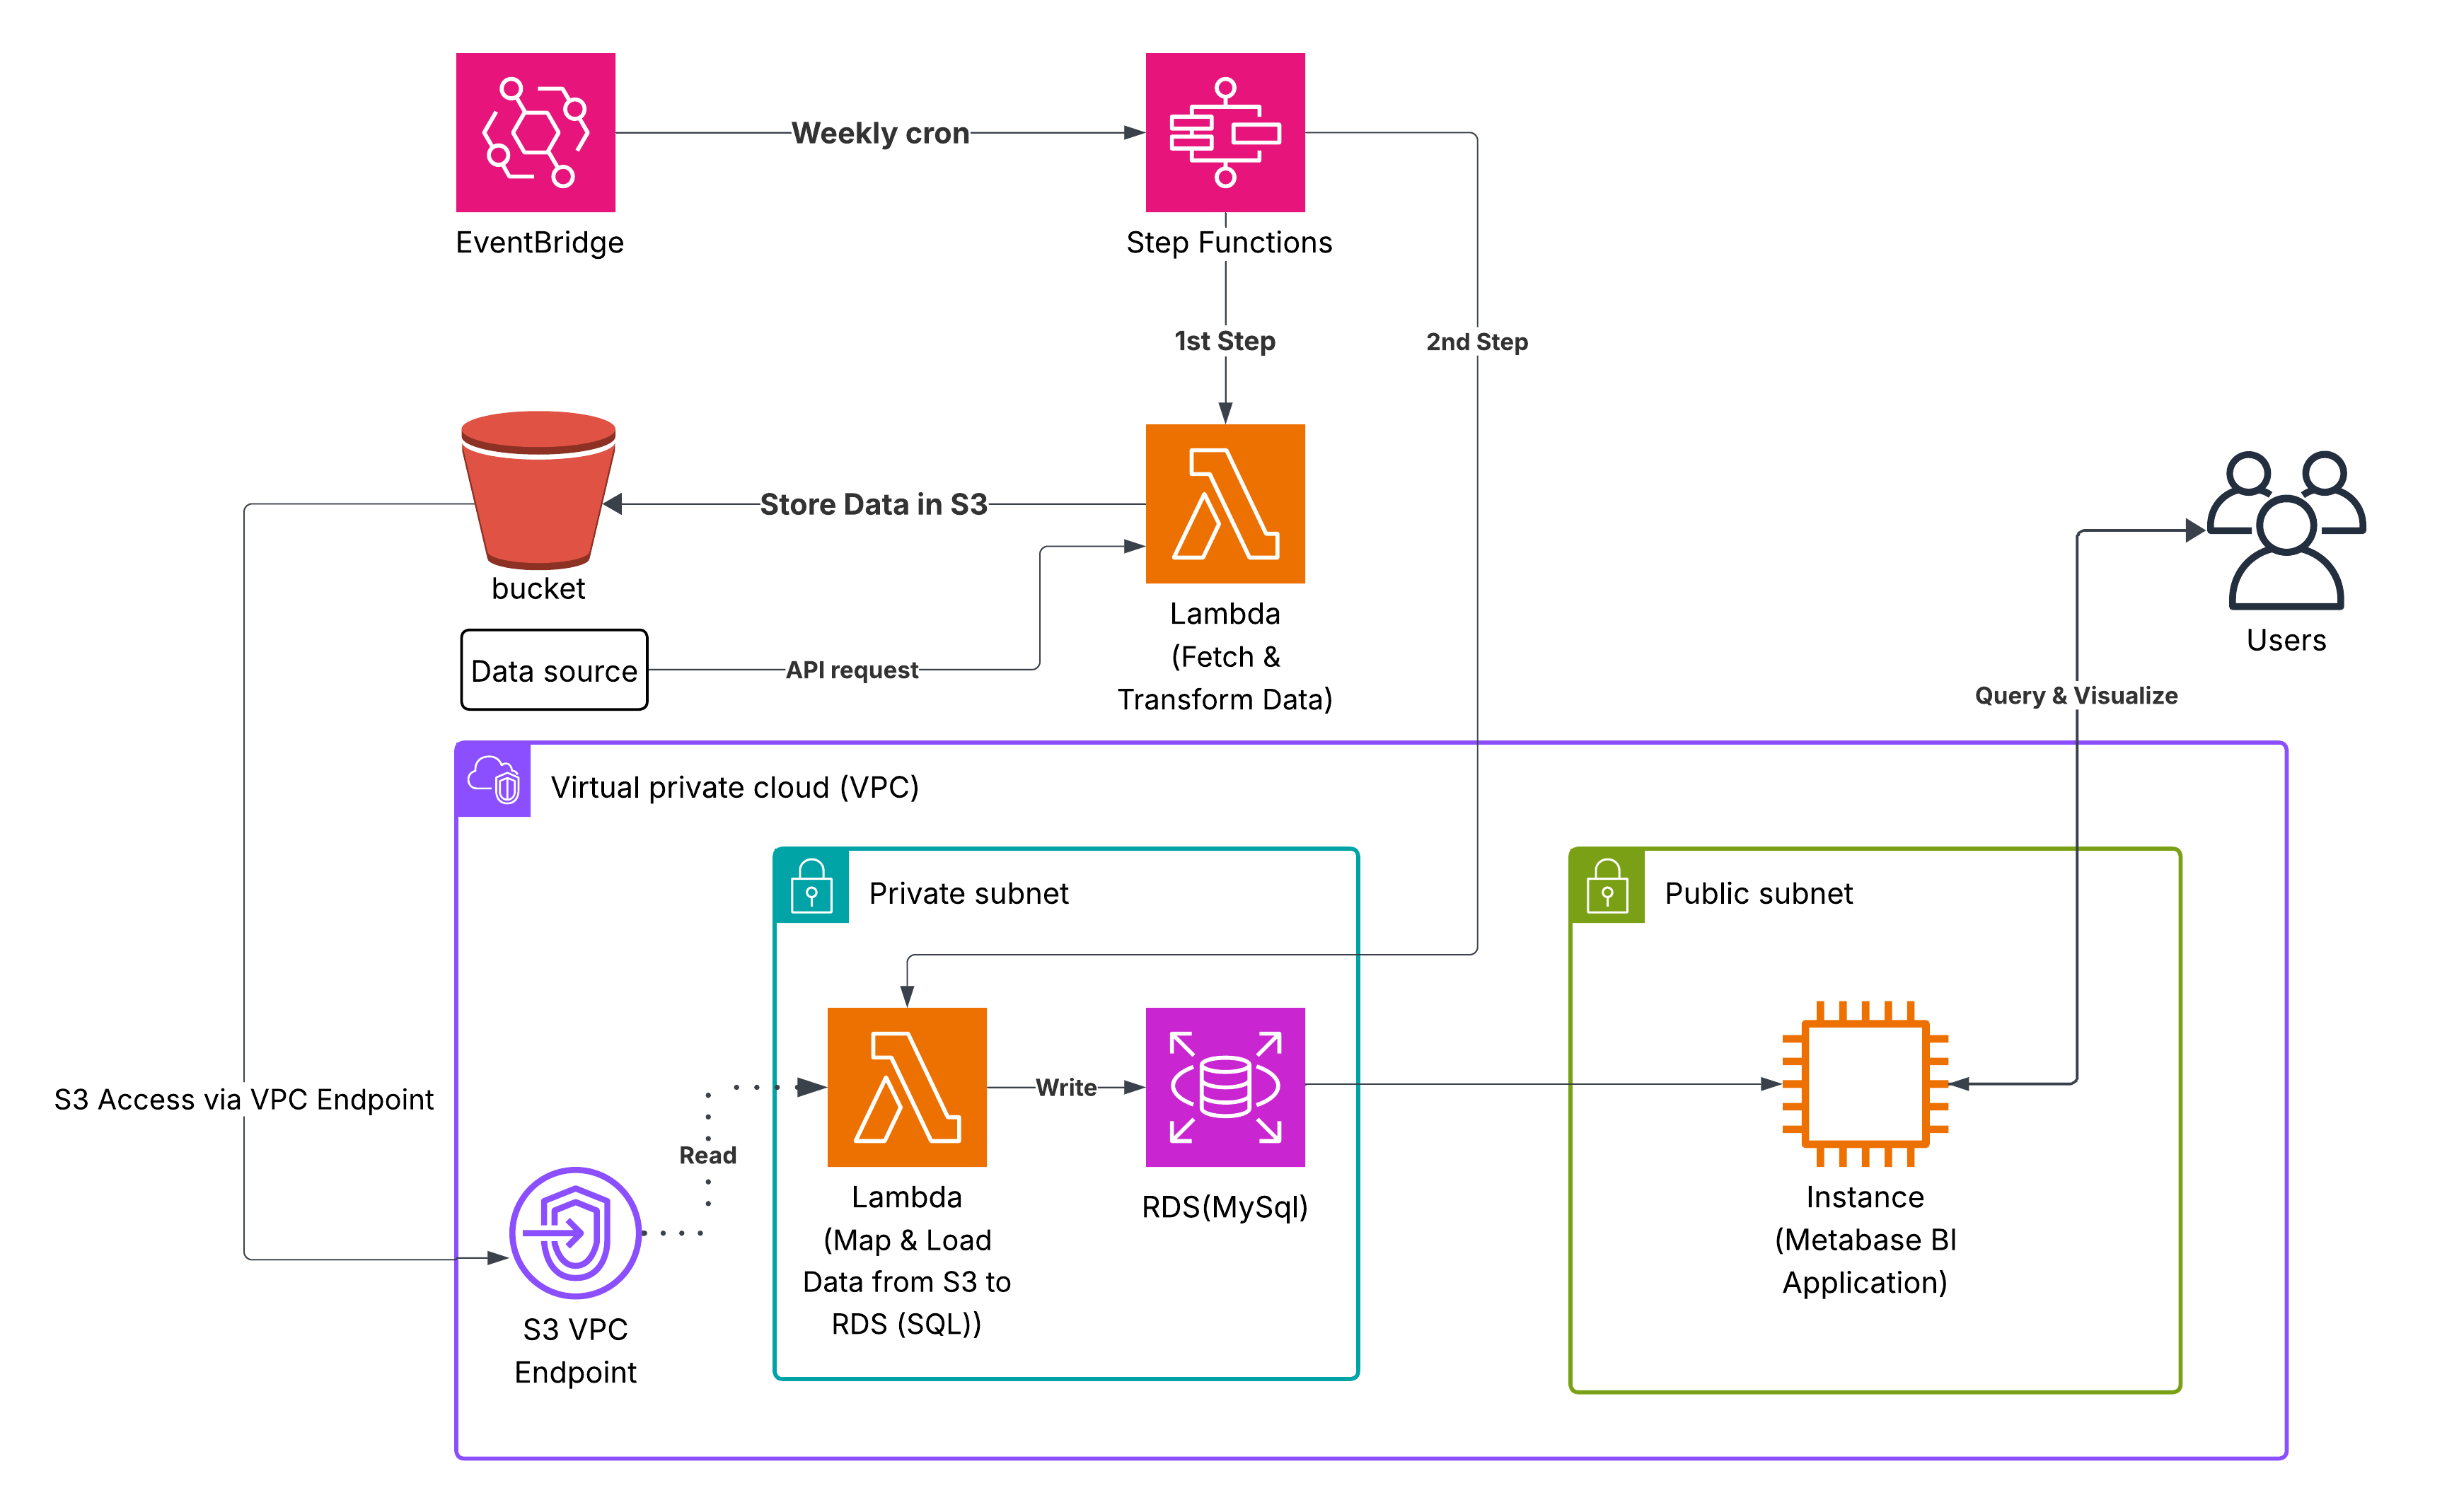 Weekly cron
EventBridge
Step Functions
1st Step
2nd Step
Store Data in S3
bucket
Data source
API request
Lambda
(Fetch &
Transform Data)
Users
Query & Visualize
Virtual private cloud (VPC)
Private subnet
Public subnet
S3 Access via VPC Endpoint
Read
Write
S3 VPC
Endpoint
Lambda
(Map & Load
Data from S3 to
RDS (SQL))
RDS(MySql)
Instance
(Metabase BI
Application)